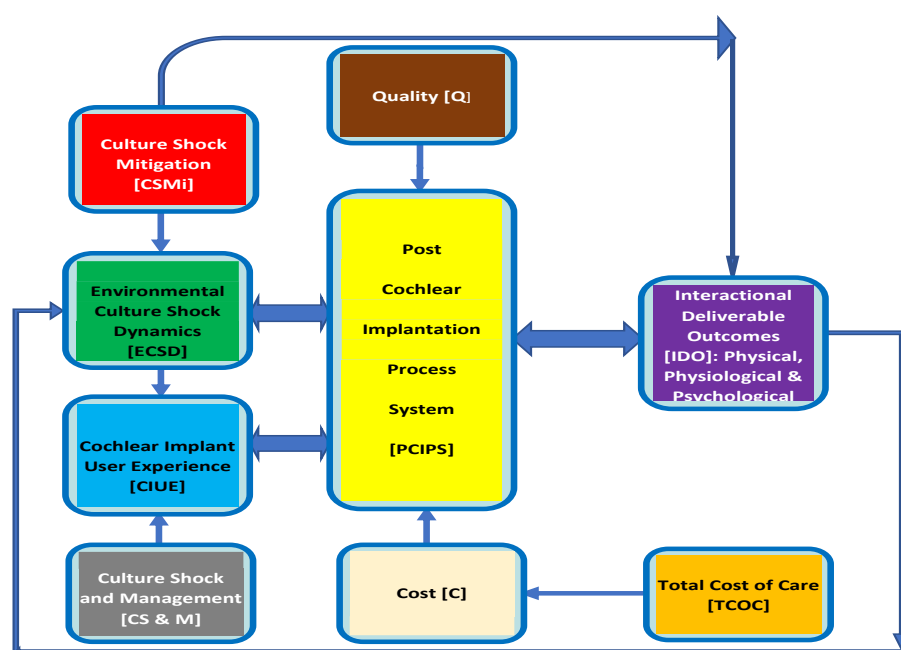 Quality [Q]
Culture Shock
Mitigation
[CSMi]
Post
Cochlear
Implantation
Process
System
[PCIPS]
Environmental
Culture Shock
Dynamics
[ECSD]
Interactional
Deliverable
Outcomes
[IDO]: Physical,
Physiological &
Psychological
Cochlear Implant
User Experience
[CIUE]
Culture Shock
and Management
[CS & M]
Cost [C]
Total Cost of Care
[TCOC]